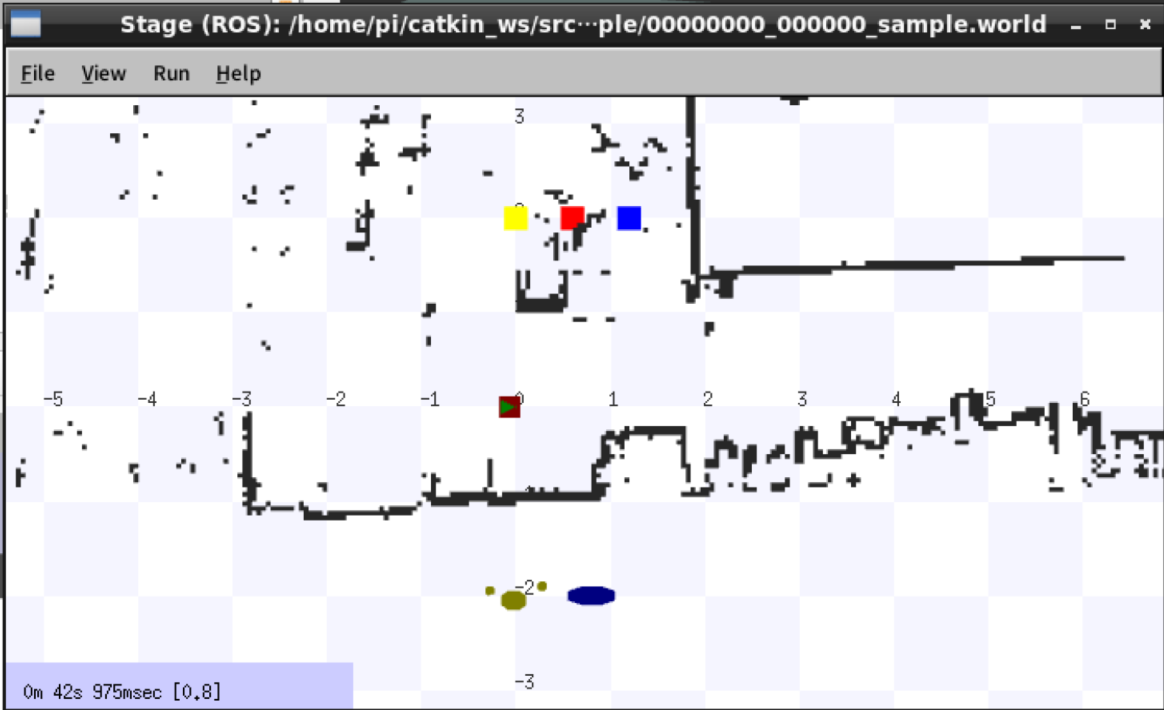 Stage (ROS): /home/pi/catkin_ws/src···ple/00000000_000000_sample.world
File View Run Help
3
-5 -4 -3 -2 -1 1 2 3 4 5 6
-2
-3
0m 42s 975msec [0.8]